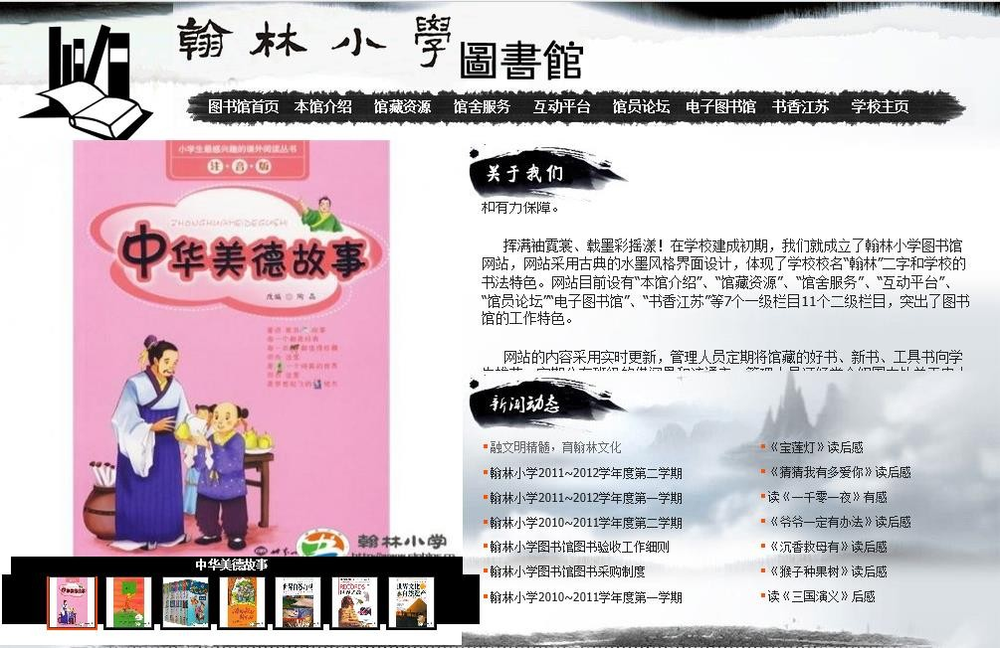 翰林小學
圖書館
图书馆首页 本馆介绍 馆藏资源 馆舍服务 互动平台 馆员论坛 电子图书馆 书香江苏 学校主页
小学生最感兴趣的课外阅读丛书
注·音·版
ZHONGHUAMEIDEGUSHI
中华美德故事
改编 ◎ 陶 晶
翰林小学
中华美德故事
关于我们
和有力保障。
挥满袖霓裳、载墨彩摇漾！在学校建成初期，我们就成立了翰林小学图书馆
网站，网站采用古典的水墨风格界面设计，体现了学校校名“翰林”二字和学校的
书法特色。网站目前设有“本馆介绍”、“馆藏资源”、“馆舍服务”、“互动平台”、
“馆员论坛”“电子图书馆”、“书香江苏”等7个一级栏目11个二级栏目，突出了图书
馆的工作特色。
网站的内容采用实时更新，管理人员定期将馆藏的好书、新书、工具书向学
新闻动态
融文明精髓，育翰林文化
翰林小学2011~2012学年度第二学期
翰林小学2011~2012学年度第一学期
翰林小学2010~2011学年度第二学期
翰林小学图书馆图书验收工作细则
翰林小学图书馆图书采购制度
翰林小学2010~2011学年度第一学期
《宝莲灯》读后感
《猜猜我有多爱你》读后感
读《一千零一夜》有感
《爷爷一定有办法》读后感
《沉香救母有》读后感
《猴子种果树》读后感
读《三国演义》后感